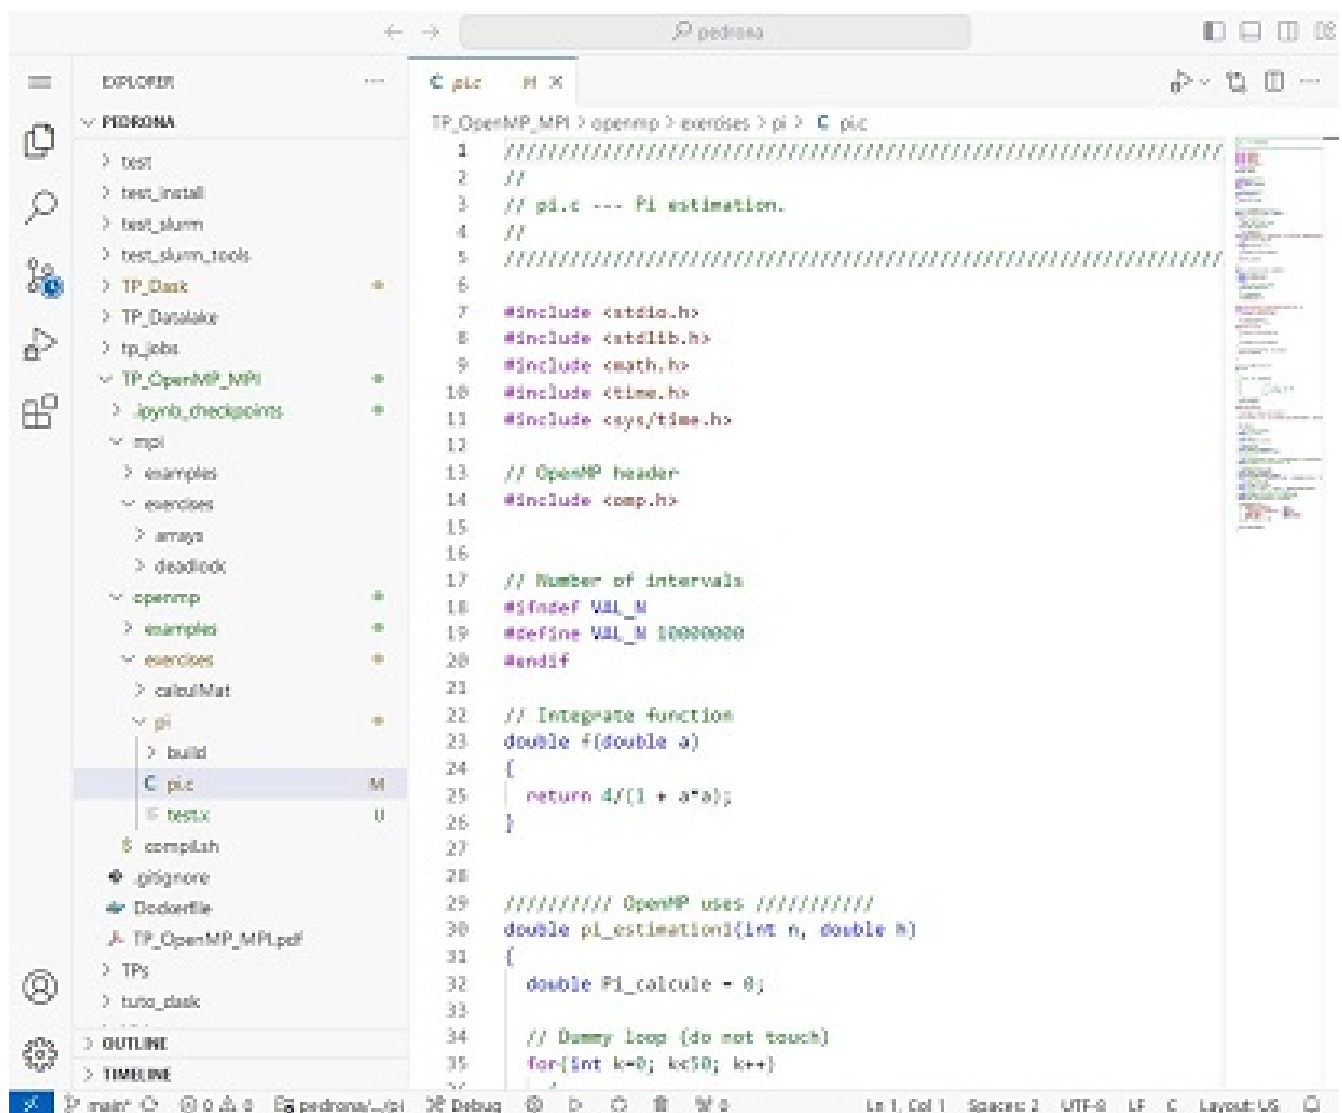 pedrona
EXPLORER
PEDRONA
test
test_install
test_slurm
test_slurm_tools
TP_Dask
TP_Datalake
tp_jobs
TP_OpenMP_MPI
.ipynb_checkpoints
mpi
examples
exercises
arrays
deadlock
openmp
examples
exercises
calculMat
pi
build
C pi.c M
test.x U
$ compil.sh
.gitignore
Dockerfile
TP_OpenMP_MPI.pdf
TPs
tuto_dask
OUTLINE
TIMELINE
C pi.c M ×
TP_OpenMP_MPI > openmp > exercises > pi > C pi.c
1 ////////////////////////////////////////////////////////////////////
2 //
3 // pi.c --- Pi estimation.
4 //
5 ////////////////////////////////////////////////////////////////////
6
7 #include <stdio.h>
8 #include <stdlib.h>
9 #include <math.h>
10 #include <time.h>
11 #include <sys/time.h>
12
13 // OpenMP header
14 #include <omp.h>
15
16
17 // Number of intervals
18 #ifndef VAL_N
19 #define VAL_N 10000000
20 #endif
21
22 // Integrate function
23 double f(double a)
24 {
25 return 4/(1 + a*a);
26 }
27
28
29 ////////// OpenMP uses ///////////
30 double pi_estimation1(int n, double h)
31 {
32 double Pi_calcule = 0;
33
34 // Dummy loop (do not touch)
35 for(int k=0; k<50; k++)
main* 0 0 0 Debug 0 Ln 1, Col 1 Spaces: 2 UTF-8 LF C Layout: US